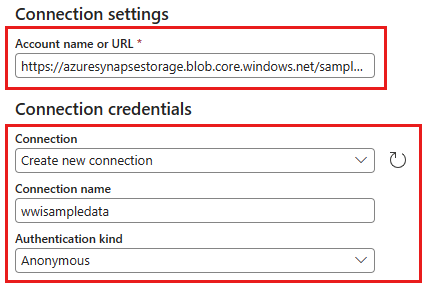 Connection settings
Account name or URL *
https://azuresynapsestorage.blob.core.windows.net/sampl...
Connection credentials
Connection
Create new connection
Connection name
wwisampledata
Authentication kind
Anonymous